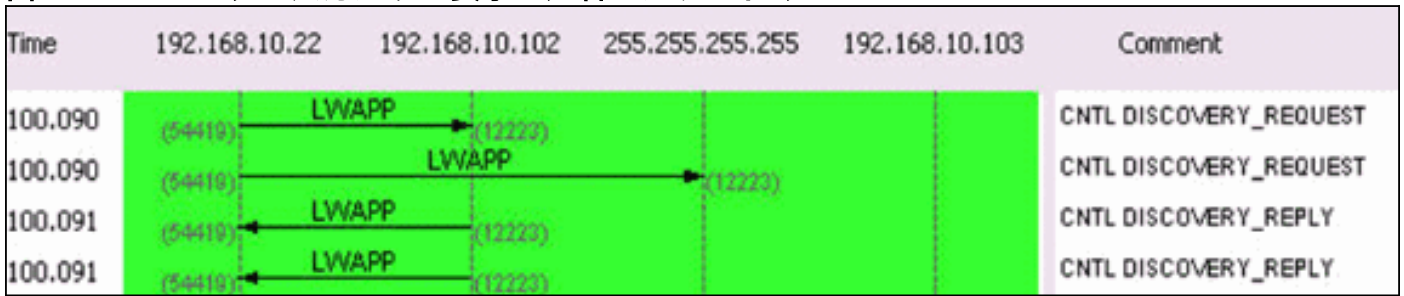 Time 192.168.10.22 192.168.10.102 255.255.255.255 192.168.10.103 Comment
LWAPP
100.090 (54419) (12223) CNTL DISCOVERY_REQUEST
LWAPP
100.090 (54419) (12223) CNTL DISCOVERY_REQUEST
LWAPP
100.091 (54419) (12223) CNTL DISCOVERY_REPLY
LWAPP
100.091 (54419) (12223) CNTL DISCOVERY_REPLY